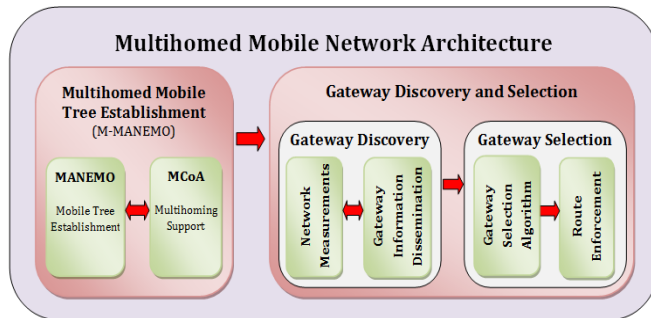 Multihomed Mobile Network Architecture
Multihomed Mobile
Tree Establishment
(M-MANEMO)
MANEMO
Mobile Tree
Establishment
MCoA
Multihoming
Support
Gateway Discovery and Selection
Gateway Discovery
Network
Measurements
Gateway
Information
Dissemination
Gateway Selection
Gateway
Selection
Algorithm
Route
Enforcement